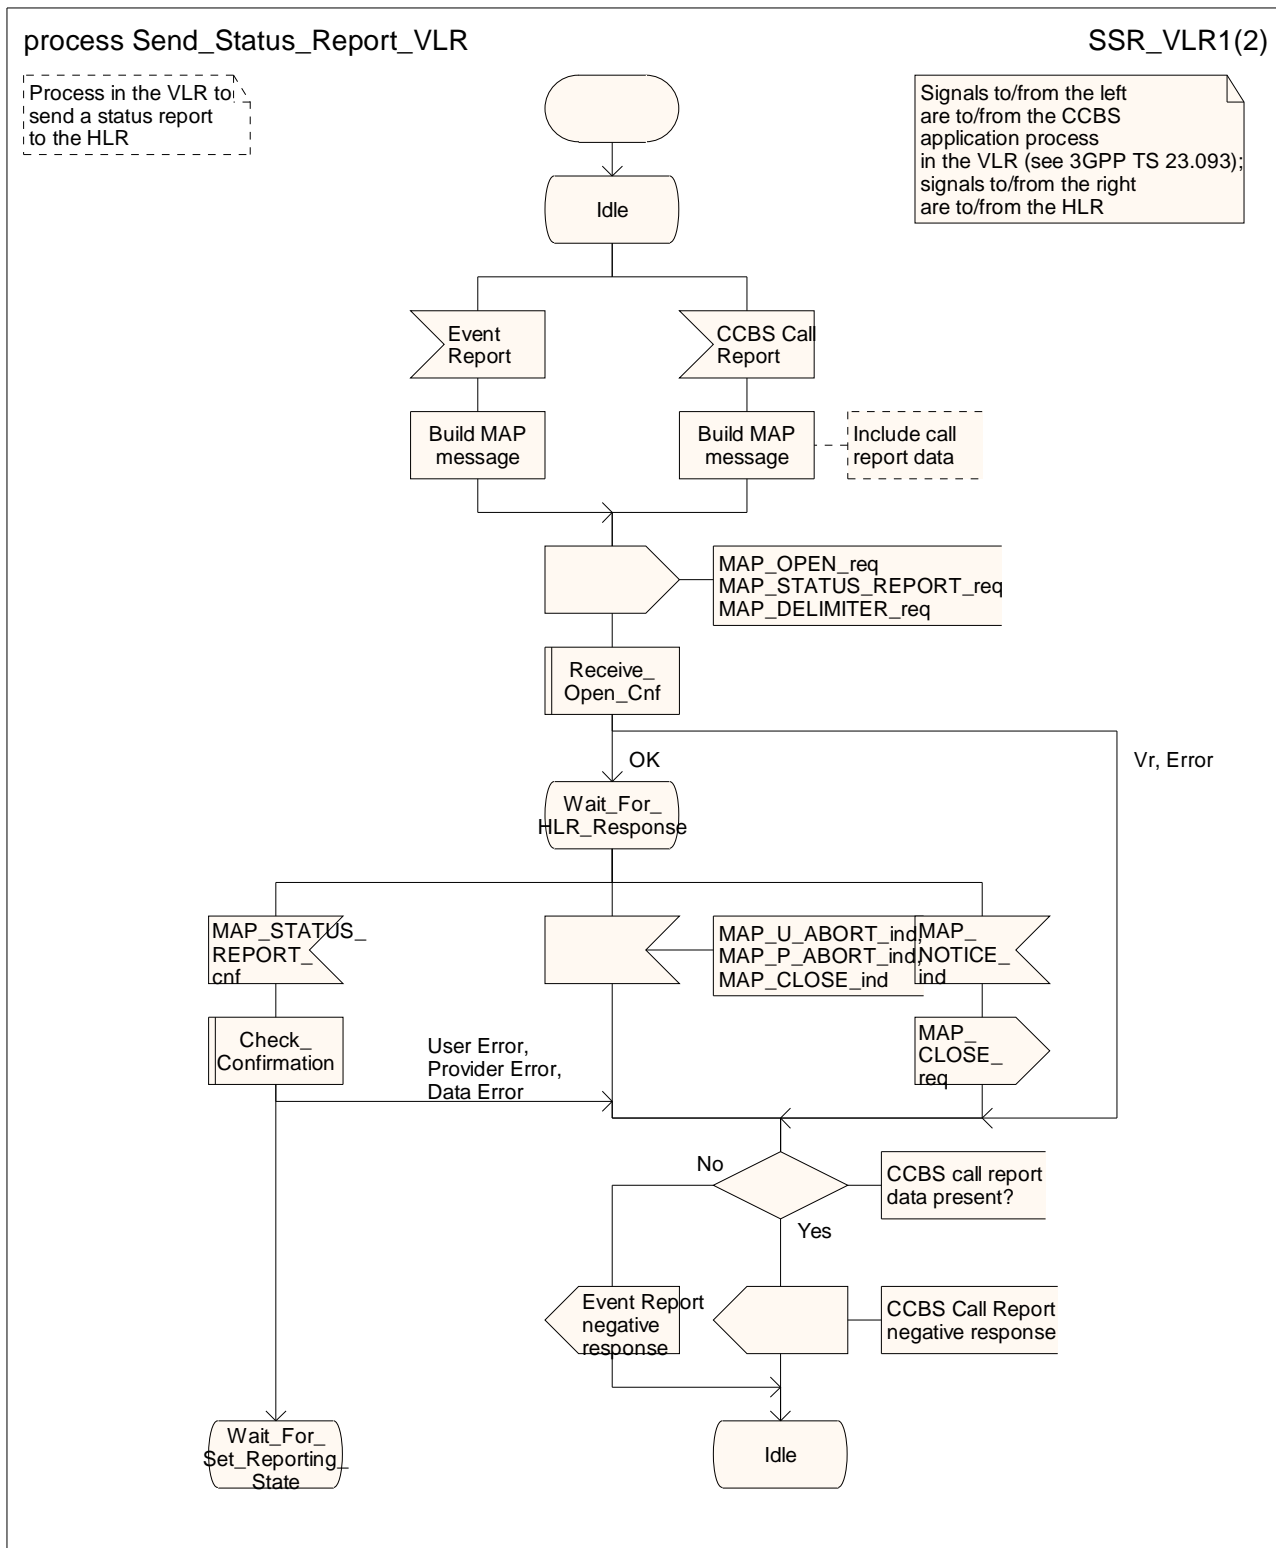 process Send_Status_Report_VLR
SSR_VLR1(2)
Process in the VLR to
send a status report
to the HLR
Signals to/from the left
are to/from the CCBS
application process
in the VLR (see 3GPP TS 23.093);
signals to/from the right
are to/from the HLR
Idle
Event
Report
CCBS Call
Report
Build MAP
message
Build MAP
message
Include call
report data
MAP_OPEN_req
MAP_STATUS_REPORT_req
MAP_DELIMITER_req
Receive_
Open_Cnf
OK
Vr, Error
Wait_For_
HLR_Response
MAP_STATUS_
REPORT_
cnf
MAP_U_ABORT_ind,
MAP_P_ABORT_ind,
MAP_CLOSE_ind
MAP_
NOTICE_
ind
Check_
Confirmation
User Error,
Provider Error,
Data Error
MAP_
CLOSE_
req
No
CCBS call report
data present?
Yes
Event Report
negative
response
CCBS Call Report
negative response
Wait_For_
Set_Reporting_
State
Idle